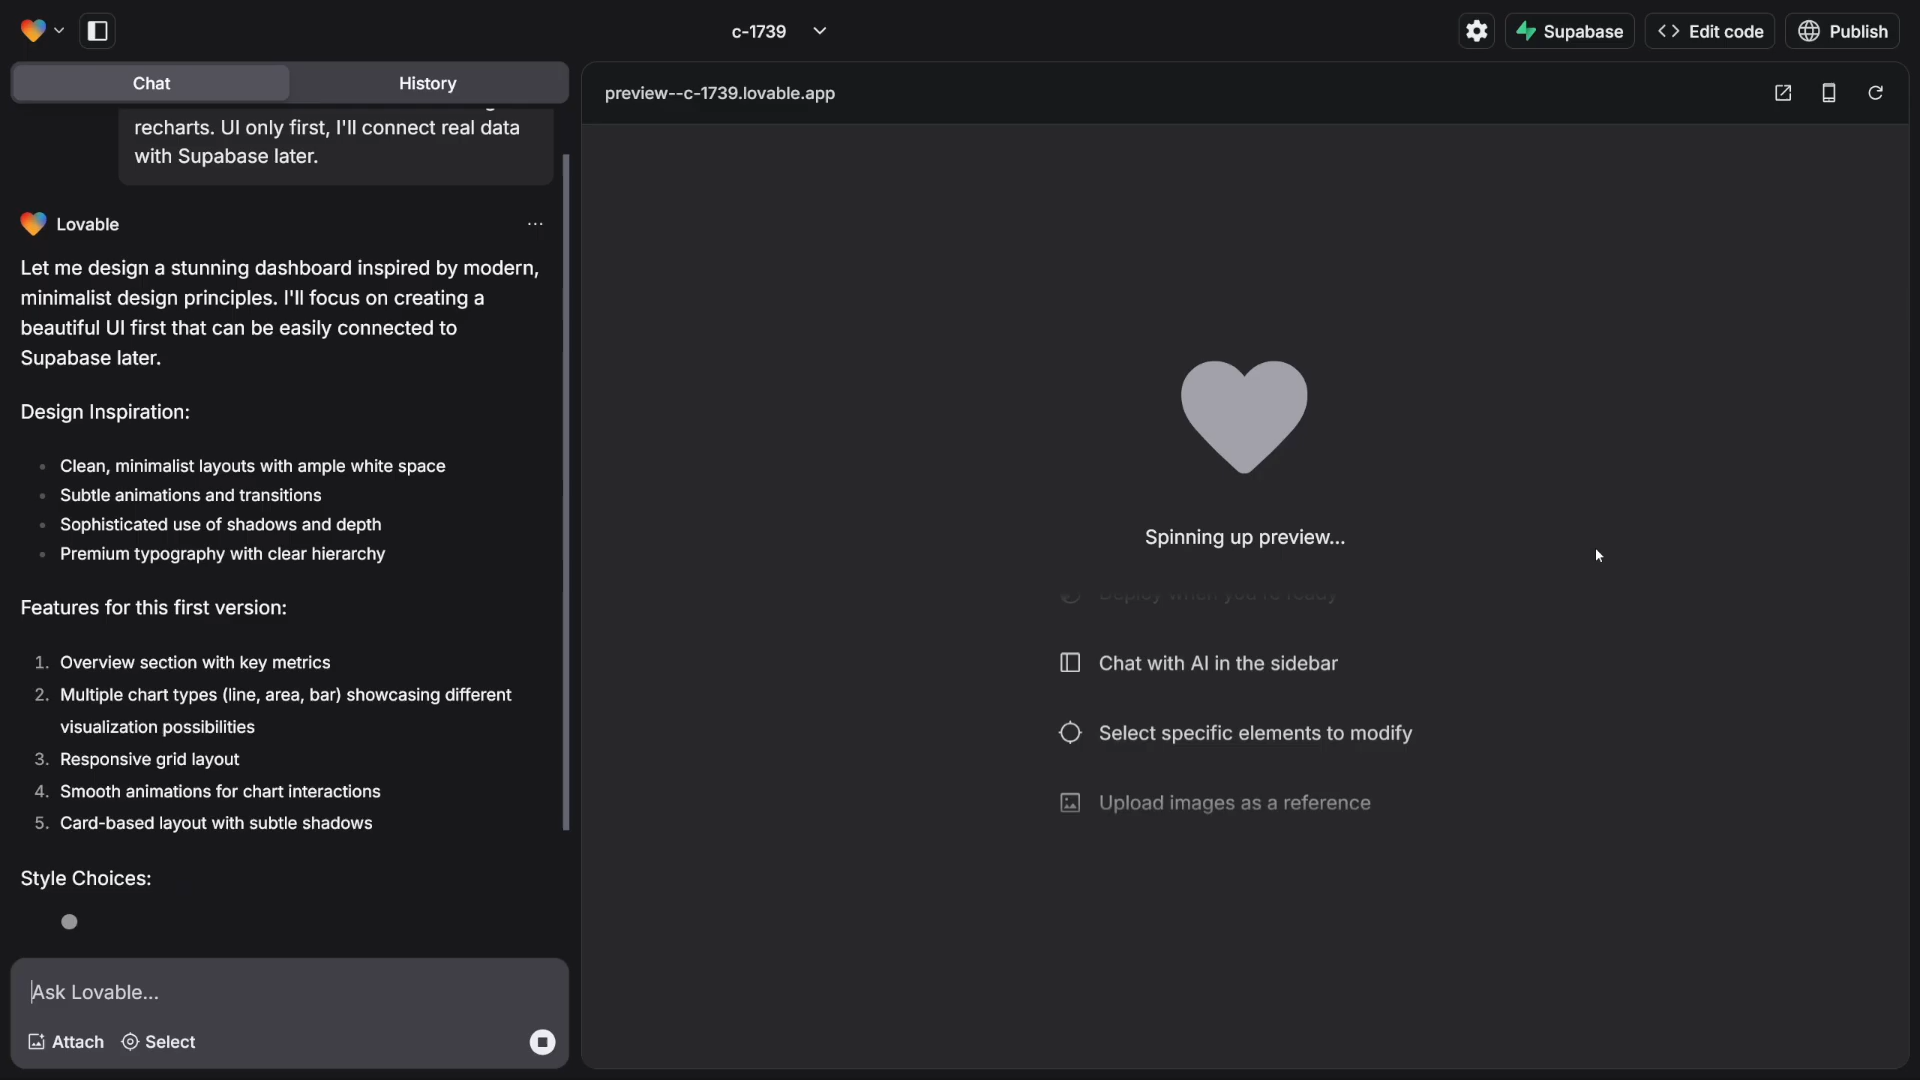 c-1739
Supabase
Edit code
Publish
Chat
History
recharts. UI only first, I'll connect real data
with Supabase later.
Lovable
Let me design a stunning dashboard inspired by modern,
minimalist design principles. I'll focus on creating a
beautiful UI first that can be easily connected to
Supabase later.
Design Inspiration:
Clean, minimalist layouts with ample white space
Subtle animations and transitions
Sophisticated use of shadows and depth
Premium typography with clear hierarchy
Features for this first version:
1. Overview section with key metrics
2. Multiple chart types (line, area, bar) showcasing different
visualization possibilities
3. Responsive grid layout
4. Smooth animations for chart interactions
5. Card-based layout with subtle shadows
Style Choices:
Ask Lovable...
Attach
Select
preview--c-1739.lovable.app
Spinning up preview...
Deploy when you're ready
Chat with AI in the sidebar
Select specific elements to modify
Upload images as a reference